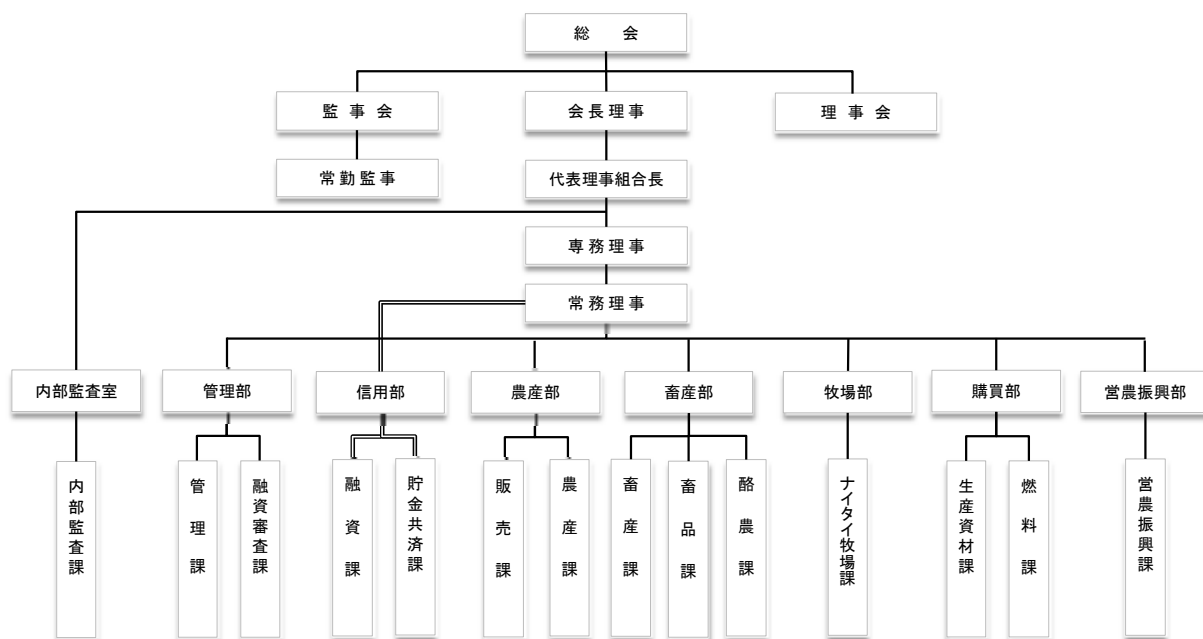 総 会
監 事 会
会 長 理 事
理 事 会
常 勤 監 事
代表理事組合長
専 務 理 事
常 務 理 事
内部監査室
管理部
信用部
農産部
畜産部
牧場部
購買部
営農振興部
内部監査課
管理課
融資審査課
融資課
貯金共済課
販売課
農産課
畜産課
畜品課
酪農課
ナイタイ牧場課
生産資材課
燃料課
営農振興課